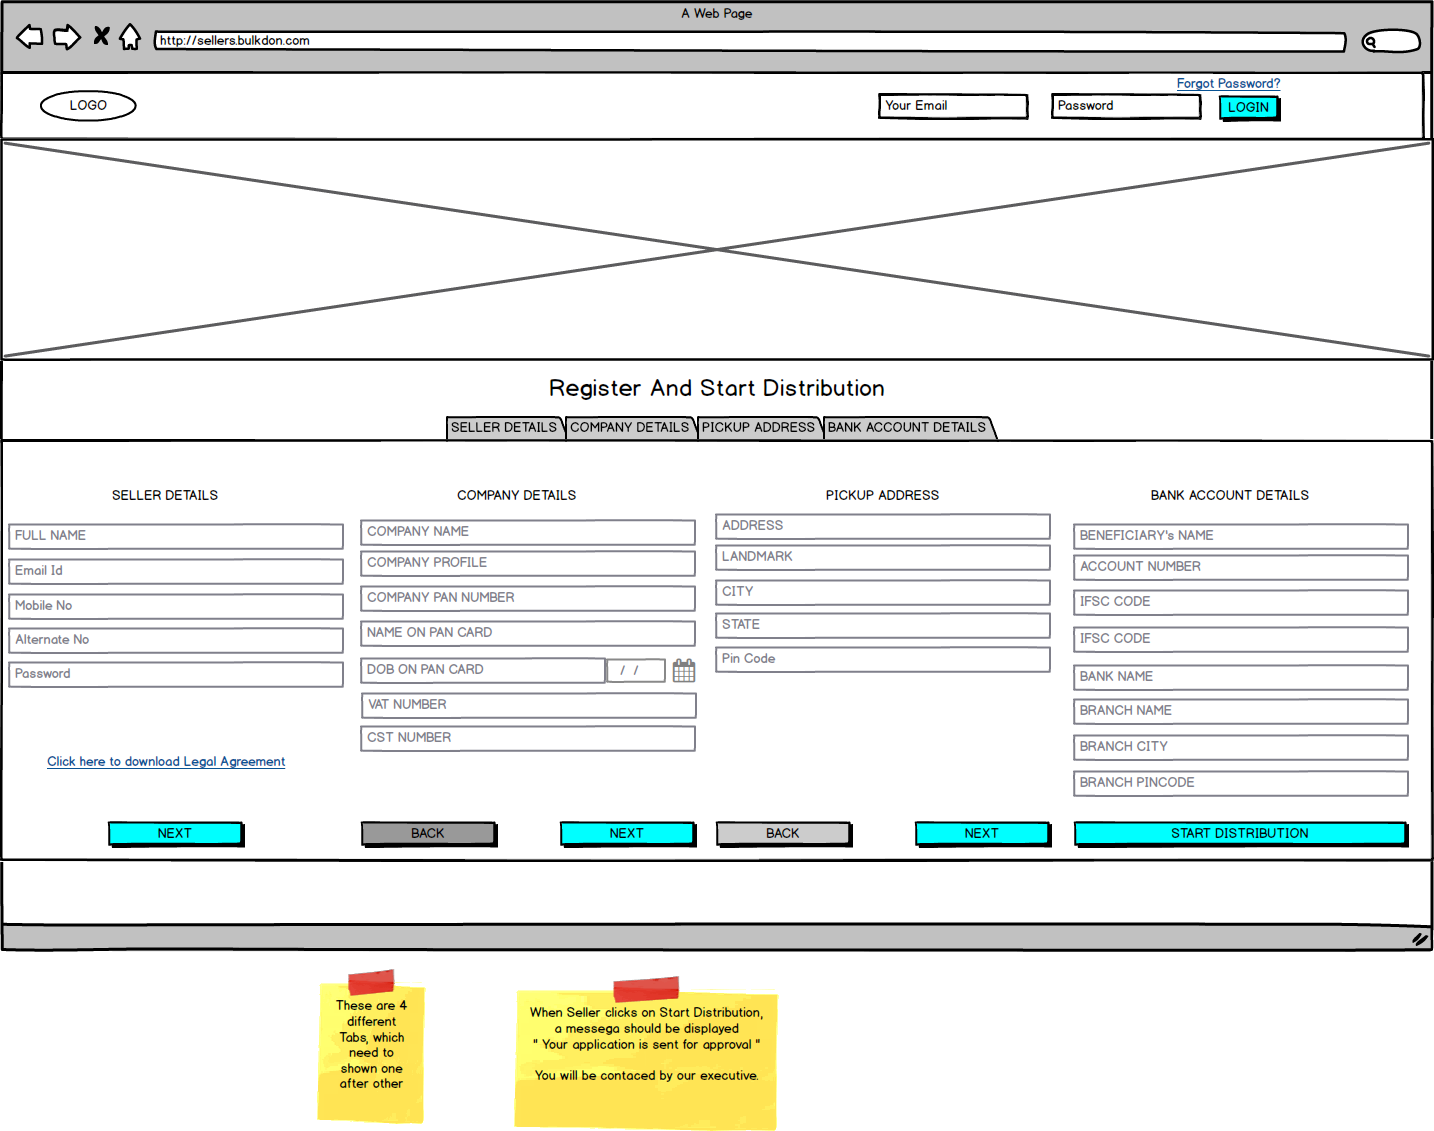 A Web Page
http://sellers.bulkdon.com
Forgot Password?
LOGO
Your Email
Password
LOGIN
Register And Start Distribution
SELLER DETAILS
COMPANY DETAILS
PICKUP ADDRESS
BANK ACCOUNT DETAILS
SELLER DETAILS
FULL NAME
Email Id
Mobile No
Alternate No
Password
Click here to download Legal Agreement
NEXT
COMPANY DETAILS
COMPANY NAME
COMPANY PROFILE
COMPANY PAN NUMBER
NAME ON PAN CARD
DOB ON PAN CARD
/ /
VAT NUMBER
CST NUMBER
BACK
NEXT
PICKUP ADDRESS
ADDRESS
LANDMARK
CITY
STATE
Pin Code
BACK
NEXT
BANK ACCOUNT DETAILS
BENEFICIARY's NAME
ACCOUNT NUMBER
IFSC CODE
IFSC CODE
BANK NAME
BRANCH NAME
BRANCH CITY
BRANCH PINCODE
START DISTRIBUTION
These are 4
different
Tabs, which
need to
shown one
after other
When Seller clicks on Start Distribution,
a messega should be displayed
" Your application is sent for approval "
You will be contaced by our executive.